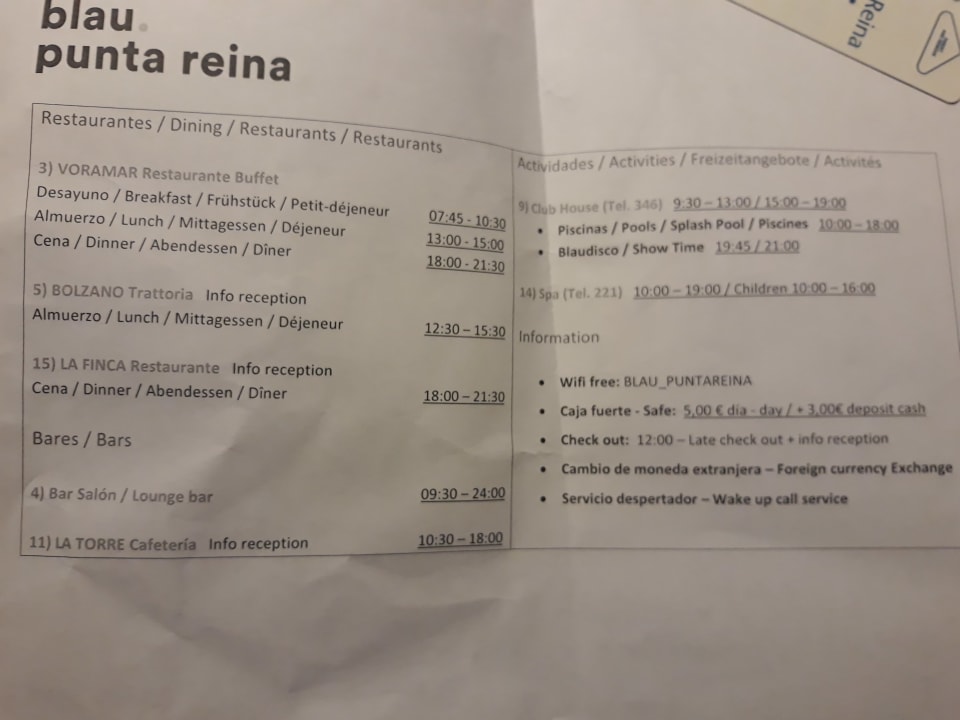 blau.
punta reina
Reina
Restaurantes / Dining / Restaurants / Restaurants
3) VORAMAR Restaurante Buffet
Desayuno / Breakfast / Frühstück / Petit-déjeneur 07:45 - 10:30
Almuerzo / Lunch / Mittagessen / Déjeneur 13:00 - 15:00
Cena / Dinner / Abendessen / Dîner 18:00 - 21:30
5) BOLZANO Trattoria Info reception
Almuerzo / Lunch / Mittagessen / Déjeneur 12:30 – 15:30
15) LA FINCA Restaurante Info reception
Cena / Dinner / Abendessen / Dîner 18:00 – 21:30
Bares / Bars
4) Bar Salón / Lounge bar 09:30 – 24:00
11) LA TORRE Cafetería Info reception 10:30 – 18:00
Actividades / Activities / Freizeitangebote / Activités
9) Club House (Tel. 346) 9:30 – 13:00 / 15:00 – 19:00
• Piscinas / Pools / Splash Pool / Piscines 10:00 – 18:00
• Blaudisco / Show Time 19:45 / 21:00
14) Spa (Tel. 221) 10:00 – 19:00 / Children 10:00 – 16:00
Information
• Wifi free: BLAU_PUNTAREINA
• Caja fuerte - Safe: 5,00 € día - day / + 3,00€ deposit cash
• Check out: 12:00 – Late check out + info reception
• Cambio de moneda extranjera – Foreign currency Exchange
• Servicio despertador – Wake up call service